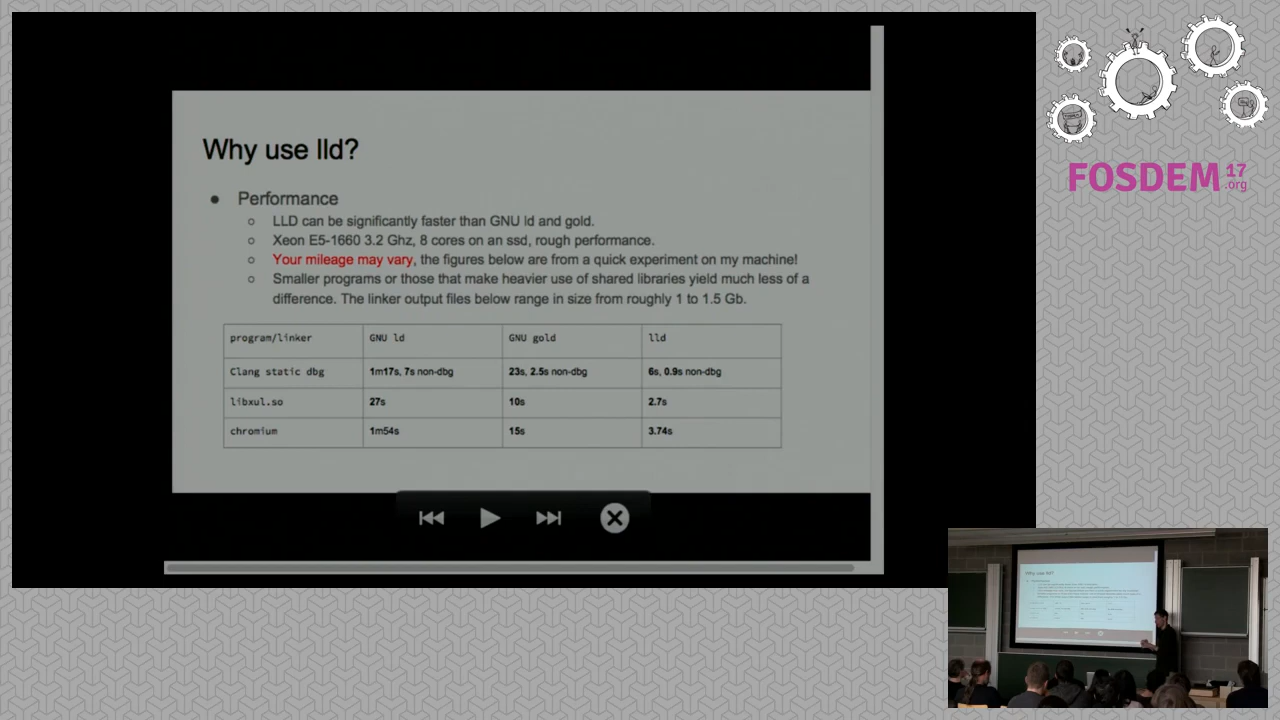 Why use lld?
● Performance
○ LLD can be significantly faster than GNU ld and gold.
○ Xeon E5-1660 3.2 Ghz, 8 cores on an ssd, rough performance.
○ Your mileage may vary, the figures below are from a quick experiment on my machine!
○ Smaller programs or those that make heavier use of shared libraries yield much less of a
difference. The linker output files below range in size from roughly 1 to 1.5 Gb.
program/linker GNU ld GNU gold lld
Clang static dbg 1m17s, 7s non-dbg 23s, 2.5s non-dbg 6s, 0.9s non-dbg
libxul.so 27s 10s 2.7s
chromium 1m54s 15s 3.74s
FOSDEM 17
.org
Why use lld?